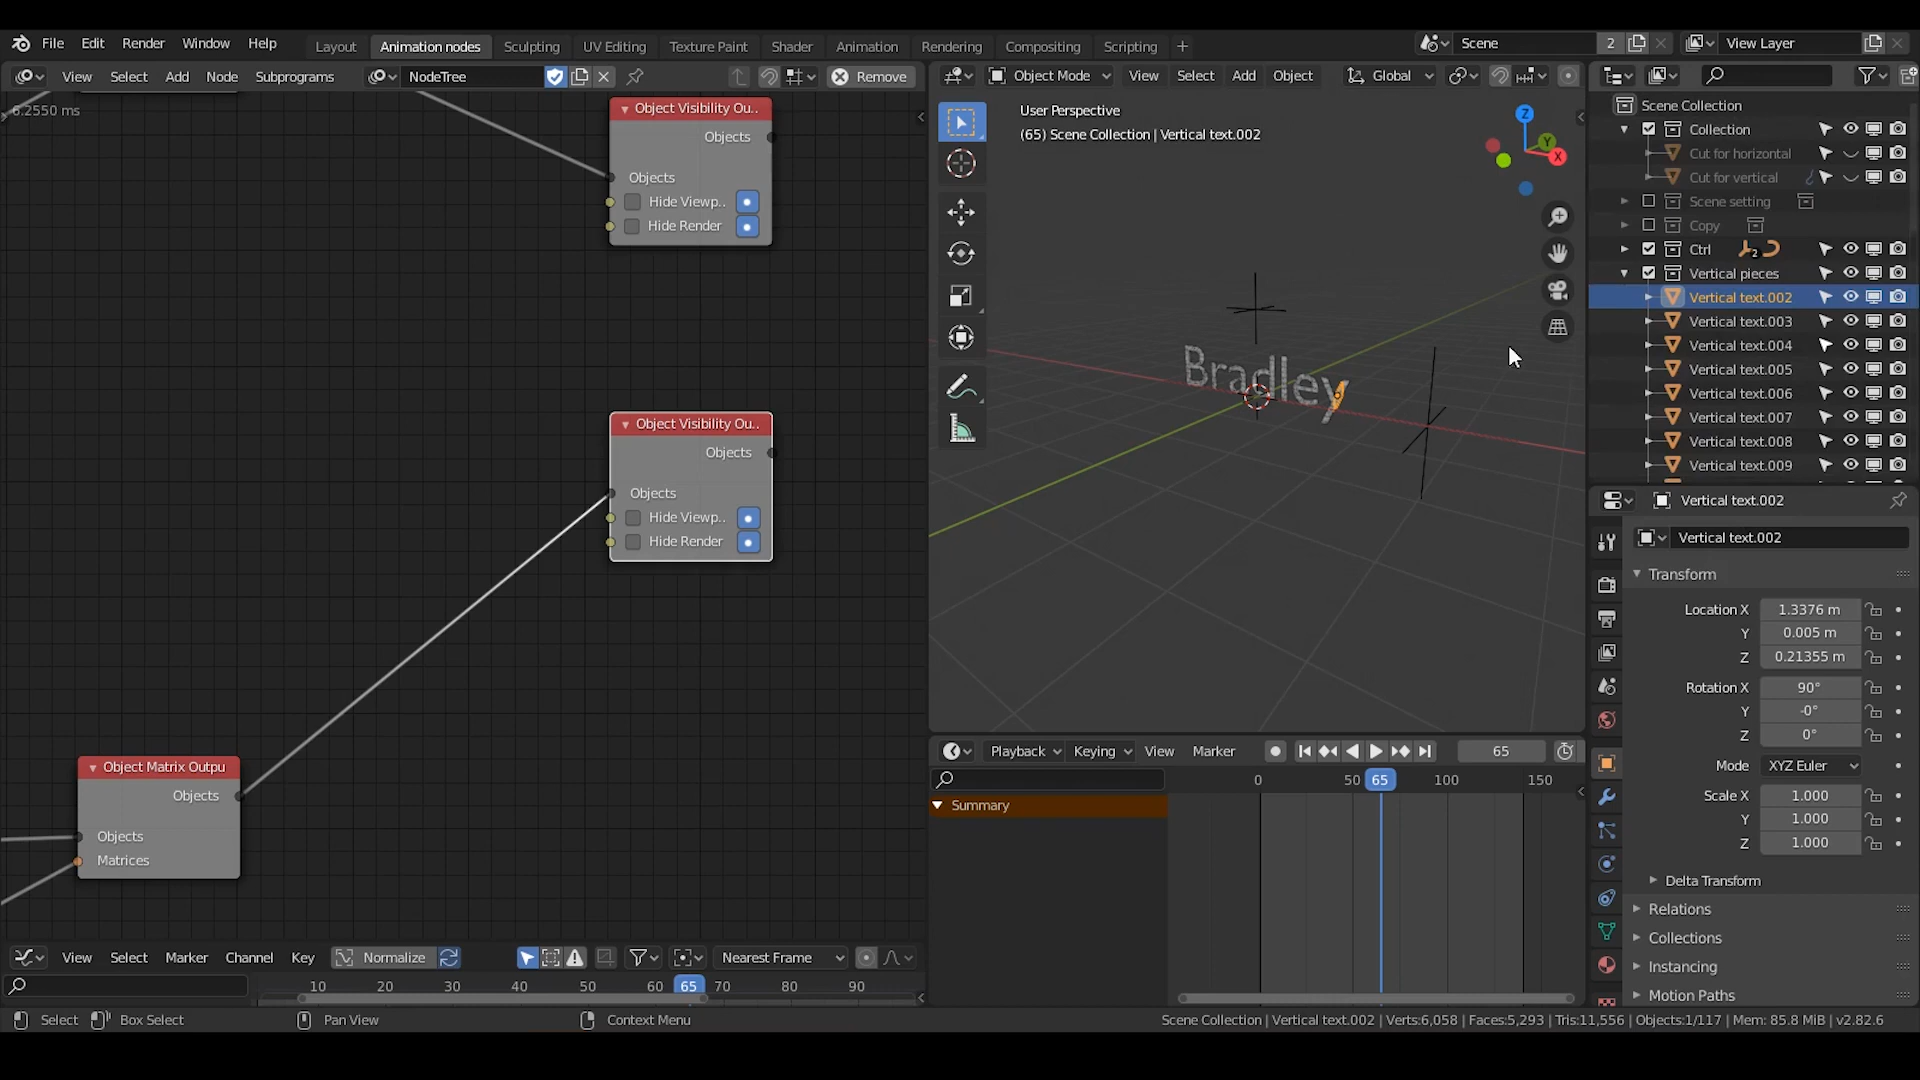 File Edit Render Window Help Layout Animation nodes Sculpting UV Editing Texture Paint Shader Animation Rendering Compositing Scripting + Scene 2 View Layer
View Select Add Node Subprograms NodeTree Remove
6.2550 ms
Object Visibility Ou..
Objects
Objects
Hide Viewp..
Hide Render
Object Visibility Ou..
Objects
Objects
Hide Viewp..
Hide Render
Object Matrix Outpu
Objects
Objects
Matrices
View Select Marker Channel Key Normalize Nearest Frame
10 20 30 40 50 60 65 70 80 90
Object Mode View Select Add Object Global
User Perspective
(65) Scene Collection | Vertical text.002
Z
Y
X
Bradley
Playback Keying View Marker 65
0 50 65 100 150
Summary
Scene Collection
Collection
Cut for horizontal
Cut for vertical
Scene setting
Copy
Ctrl 2
Vertical pieces
Vertical text.002
Vertical text.003
Vertical text.004
Vertical text.005
Vertical text.006
Vertical text.007
Vertical text.008
Vertical text.009
Vertical text.002
Vertical text.002
Transform
Location X 1.3376 m
Y 0.005 m
Z 0.21355 m
Rotation X 90°
Y -0°
Z 0°
Mode XYZ Euler
Scale X 1.000
Y 1.000
Z 1.000
Delta Transform
Relations
Collections
Instancing
Motion Paths
Select Box Select Pan View Context Menu Scene Collection | Vertical text.002 | Verts:6,058 | Faces:5,293 | Tris:11,556 | Objects:1/117 | Mem: 85.8 MiB | v2.82.6